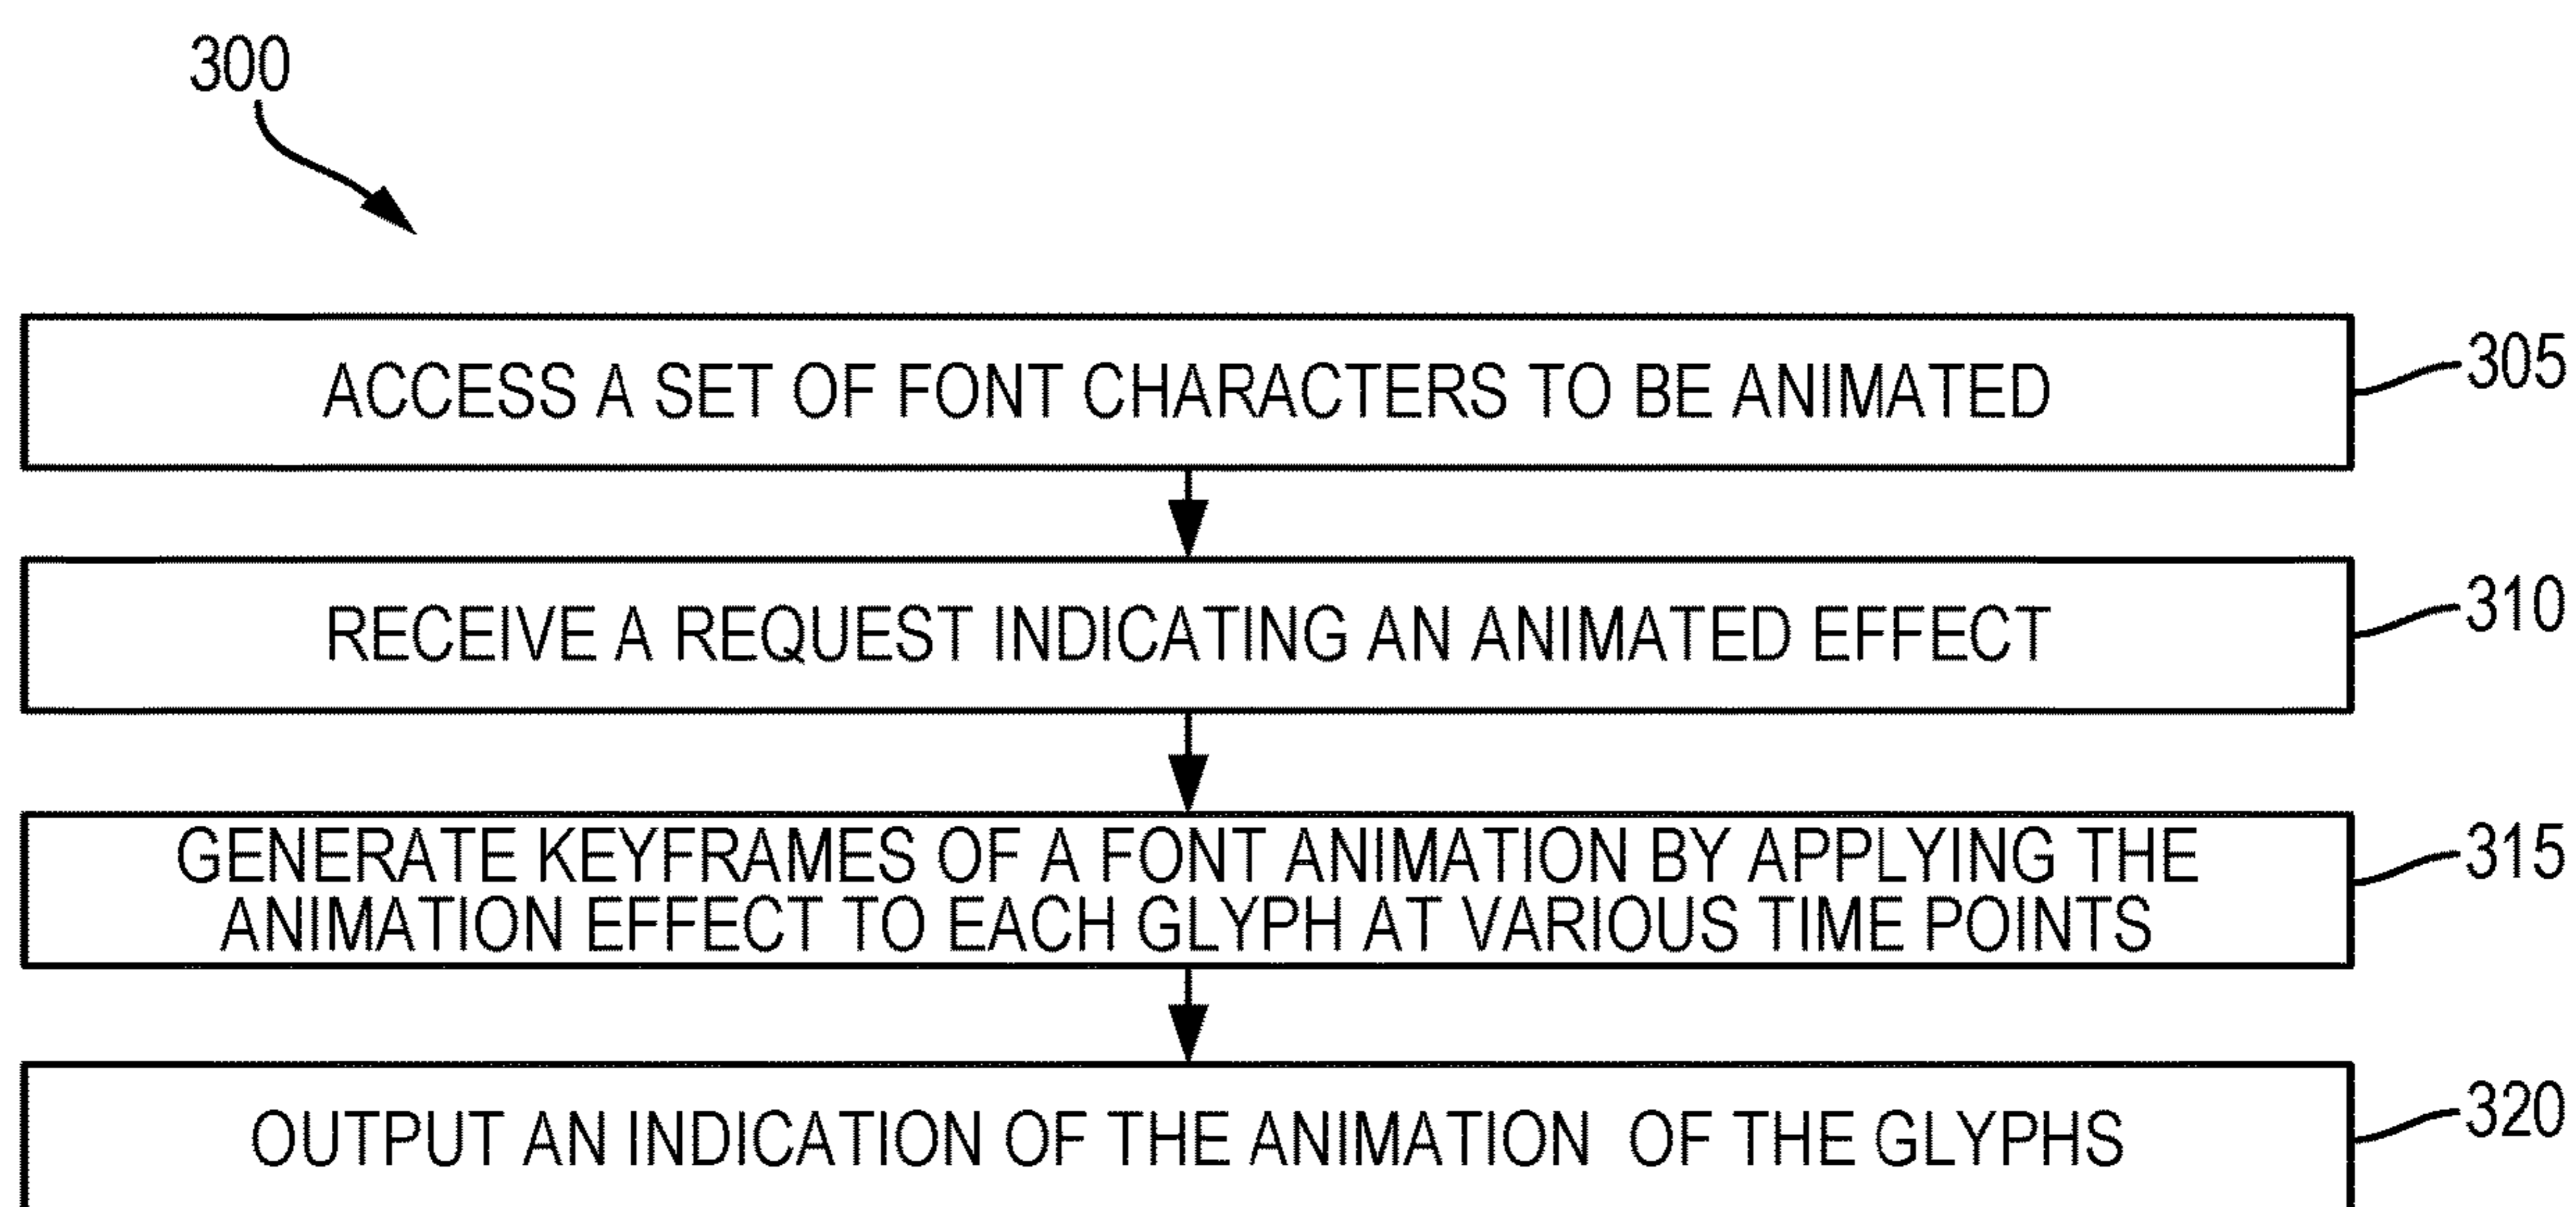 300
ACCESS A SET OF FONT CHARACTERS TO BE ANIMATED
305
RECEIVE A REQUEST INDICATING AN ANIMATED EFFECT
310
GENERATE KEYFRAMES OF A FONT ANIMATION BY APPLYING THE
ANIMATION EFFECT TO EACH GLYPH AT VARIOUS TIME POINTS
315
OUTPUT AN INDICATION OF THE ANIMATION OF THE GLYPHS
320